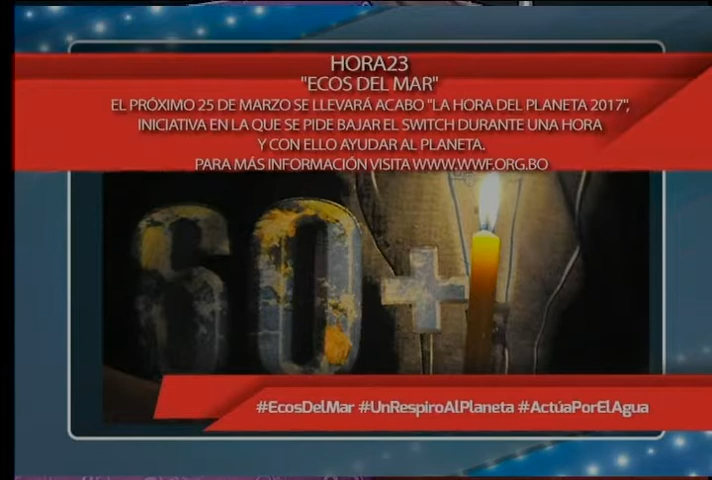 HORA23
"ECOS DEL MAR"
EL PRÓXIMO 25 DE MARZO SE LLEVARÁ ACABO "LA HORA DEL PLANETA 2017",
INICIATIVA EN LA QUE SE PIDE BAJAR EL SWITCH DURANTE UNA HORA
Y CON ELLO AYUDAR AL PLANETA.
PARA MÁS INFORMACIÓN VISITA WWW.WWF.ORG.BO
60+
#EcosDelMar #UnRespiroAlPlaneta #ActúaPorElAgua